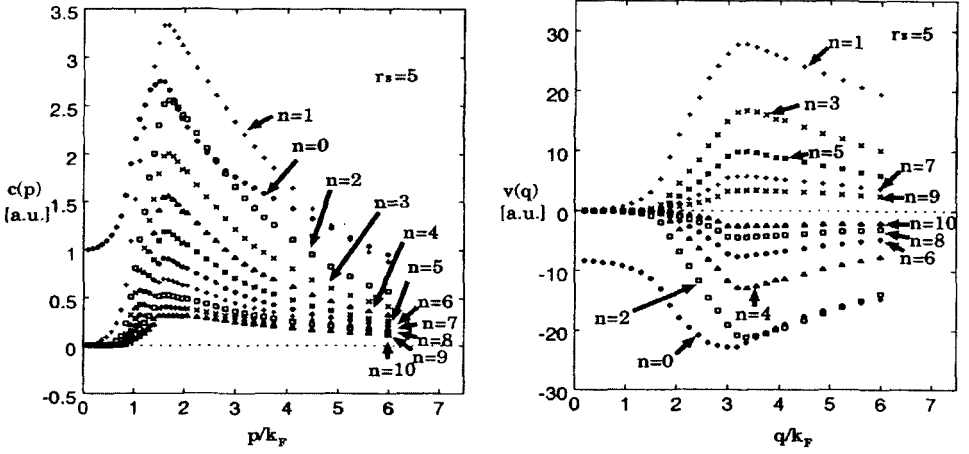 3.5
3
2.5
2
1.5
1
0.5
0
-0.5
c(p)
[a.u.]
rs=5
n=1
n=0
n=2
n=3
n=4
n=5
n=6
n=7
n=8
n=9
n=10
0 1 2 3 4 5 6 7
p/kF
30
20
10
0
-10
-20
-30
v(q)
[a.u.]
n=1
rs=5
n=3
n=5
n=7
n=9
n=10
n=8
n=6
n=2
n=4
n=0
0 1 2 3 4 5 6 7
q/kF